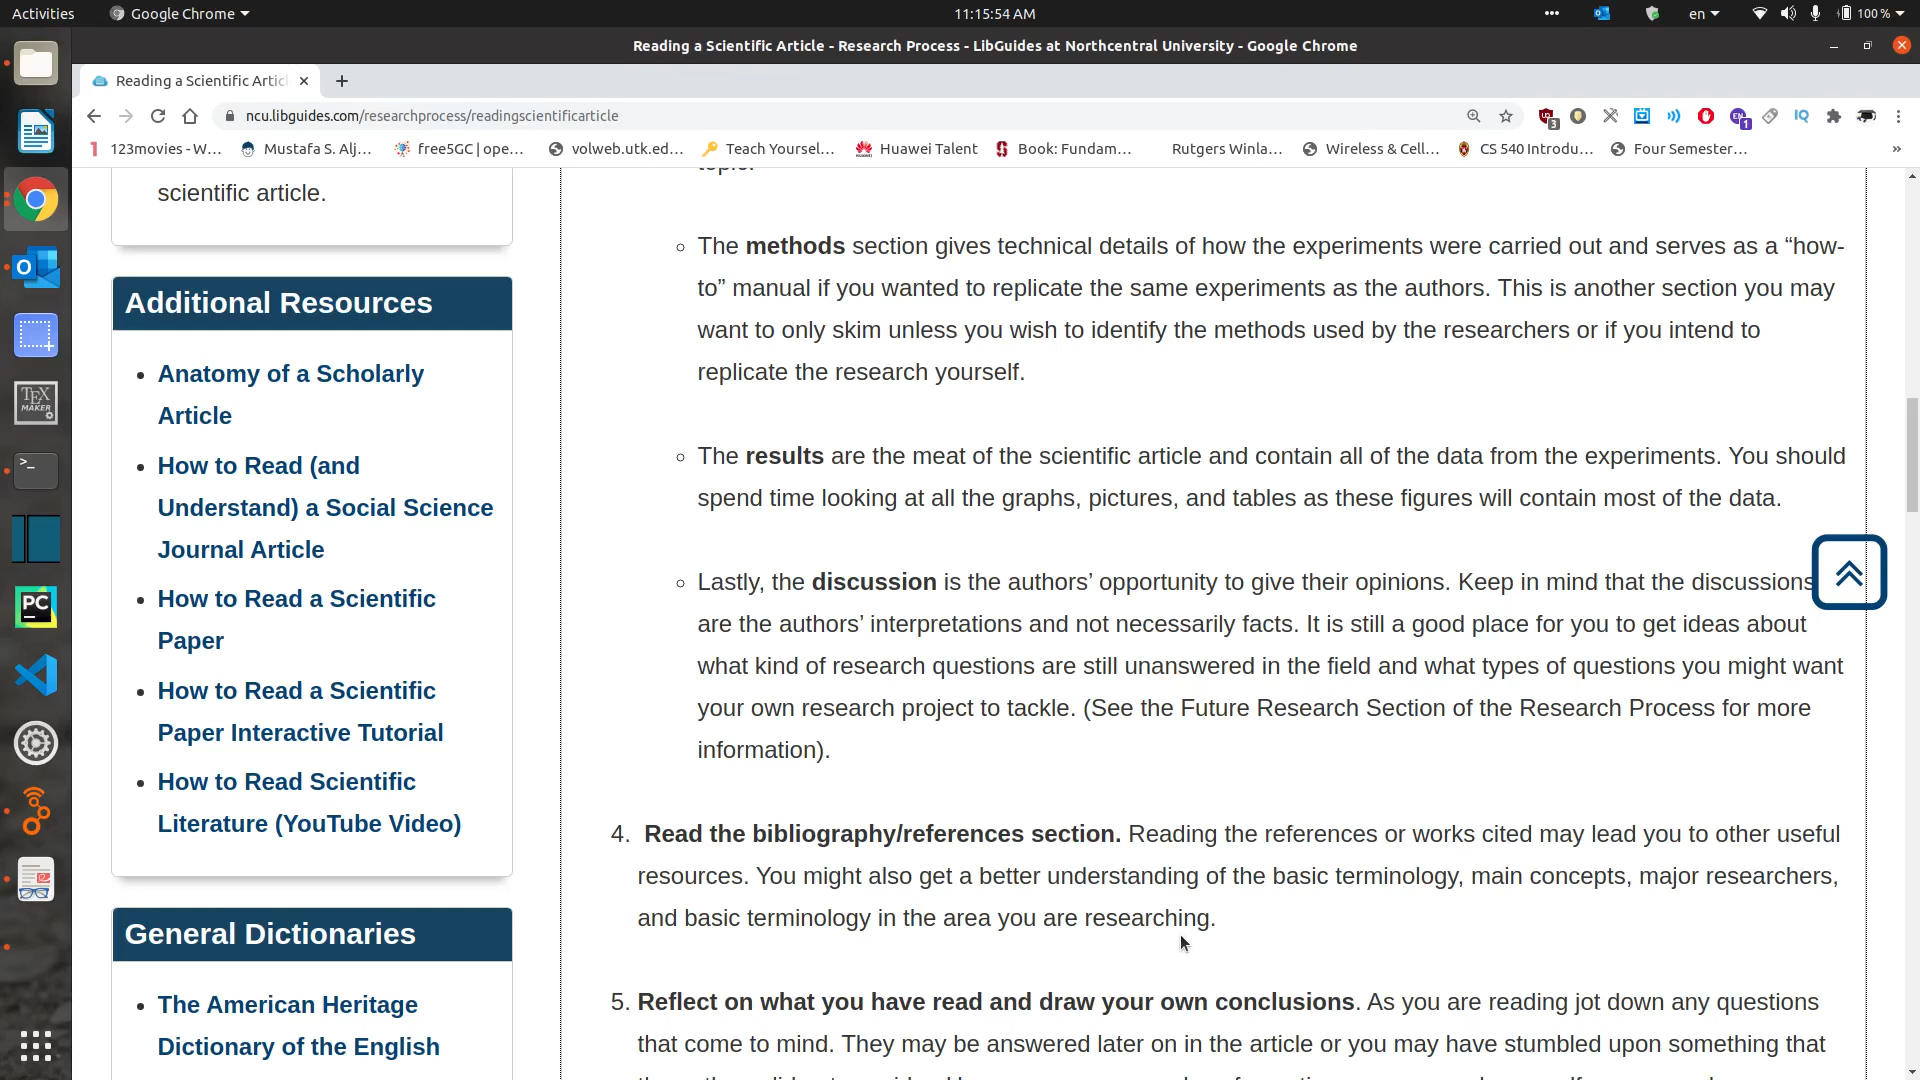 Activities
Google Chrome
11:15:54 AM
en
100 %
Reading a Scientific Article - Research Process - LibGuides at Northcentral University - Google Chrome
Reading a Scientific Artic
ncu.libguides.com/researchprocess/readingscientificarticle
3
1
IQ
123movies - W...
Mustafa S. Alj...
free5GC | ope...
volweb.utk.ed...
Teach Yoursel...
Huawei Talent
Book: Fundam...
Rutgers Winla...
Wireless & Cell...
CS 540 Introdu...
Four Semester...
»
scientific article.
Additional Resources
Anatomy of a Scholarly
Article
How to Read (and
Understand) a Social Science
Journal Article
How to Read a Scientific
Paper
How to Read a Scientific
Paper Interactive Tutorial
How to Read Scientific
Literature (YouTube Video)
General Dictionaries
The American Heritage
Dictionary of the English
topic.
The methods section gives technical details of how the experiments were carried out and serves as a “how-
to” manual if you wanted to replicate the same experiments as the authors. This is another section you may
want to only skim unless you wish to identify the methods used by the researchers or if you intend to
replicate the research yourself.
The results are the meat of the scientific article and contain all of the data from the experiments. You should
spend time looking at all the graphs, pictures, and tables as these figures will contain most of the data.
Lastly, the discussion is the authors’ opportunity to give their opinions. Keep in mind that the discussions
are the authors’ interpretations and not necessarily facts. It is still a good place for you to get ideas about
what kind of research questions are still unanswered in the field and what types of questions you might want
your own research project to tackle. (See the Future Research Section of the Research Process for more
information).
4. Read the bibliography/references section. Reading the references or works cited may lead you to other useful
resources. You might also get a better understanding of the basic terminology, main concepts, major researchers,
and basic terminology in the area you are researching.
5. Reflect on what you have read and draw your own conclusions. As you are reading jot down any questions
that come to mind. They may be answered later on in the article or you may have stumbled upon something that
TEX
MAKER
PC